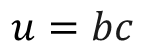 u = bc